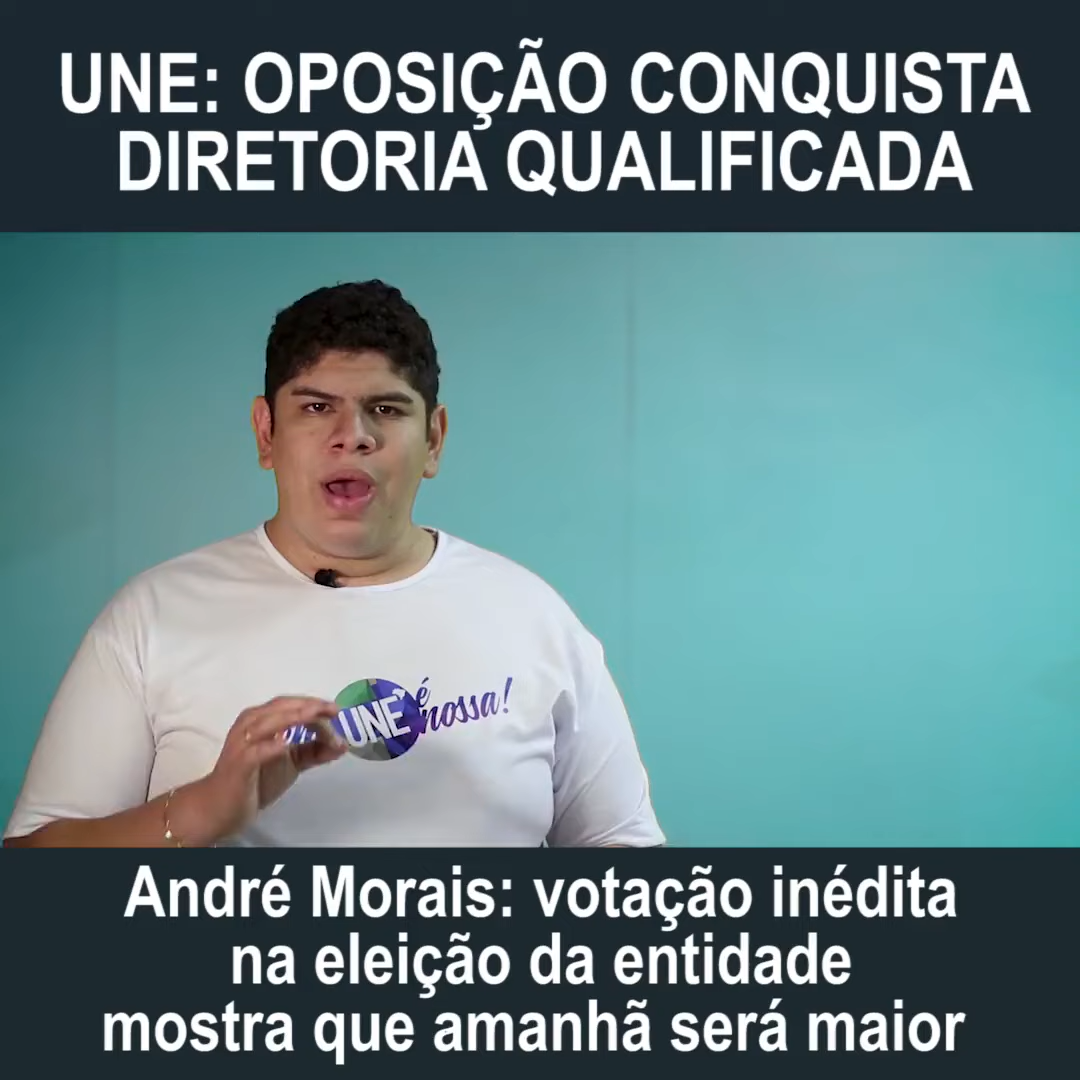 UNE: OPOSIÇÃO CONQUISTA
DIRETORIA QUALIFICADA
UNE é
nossa!
André Morais: votação inédita
na eleição da entidade
mostra que amanhã será maior